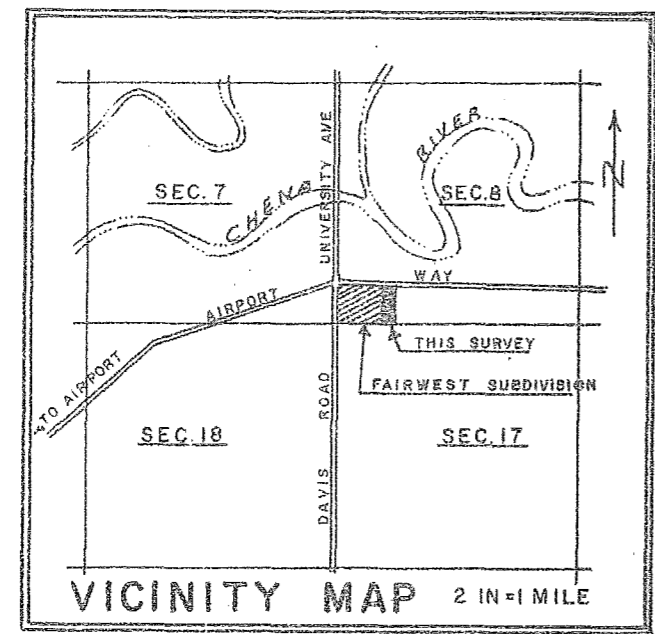 UNIVERSITY AVE
RIVER
SEC. 7
CHENA
SEC. 8
N
WAY
AIRPORT
THIS SURVEY
FAIRWEST SUBDIVISION
TO AIRPORT
ROAD
DAVIS
SEC. 18
SEC. 17
VICINITY MAP 2 IN = 1 MILE